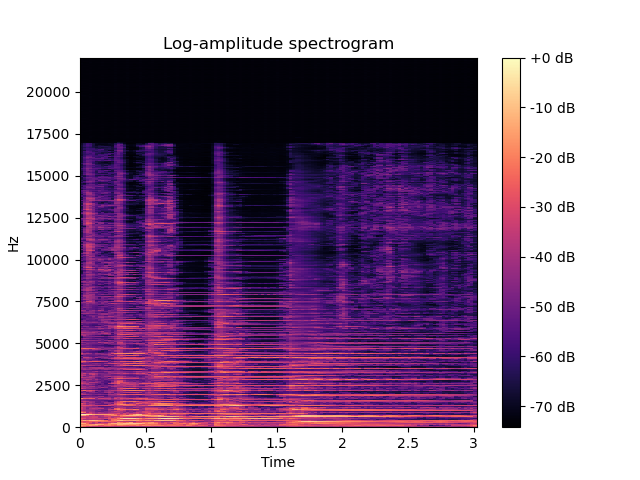 Log-amplitude spectrogram
Hz
20000
17500
15000
12500
10000
7500
5000
2500
0
0 0.5 1 1.5 2 2.5 3
Time
+0 dB
-10 dB
-20 dB
-30 dB
-40 dB
-50 dB
-60 dB
-70 dB